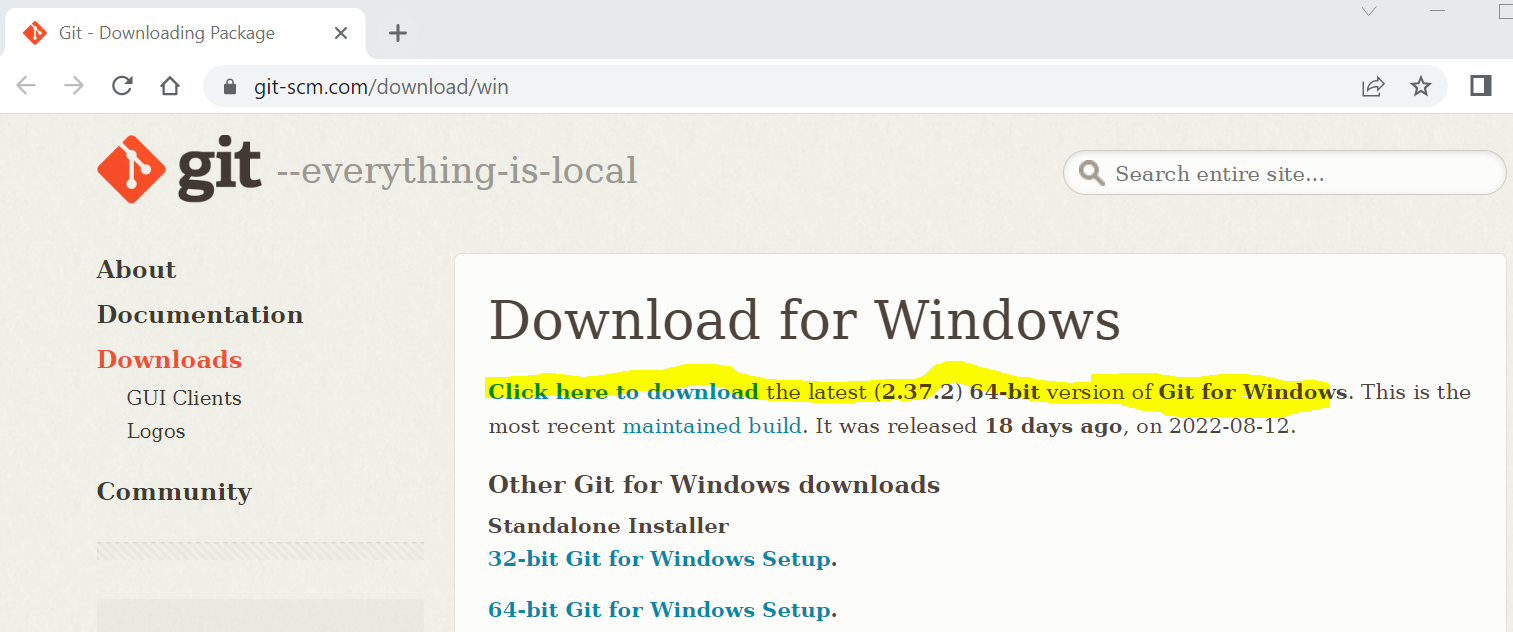 Git - Downloading Package
git-scm.com/download/win
git --everything-is-local
Search entire site...
About
Documentation
Downloads
GUI Clients
Logos
Community
Download for Windows
Click here to download the latest (2.37.2) 64-bit version of Git for Windows. This is the
most recent maintained build. It was released 18 days ago, on 2022-08-12.
Other Git for Windows downloads
Standalone Installer
32-bit Git for Windows Setup.
64-bit Git for Windows Setup.